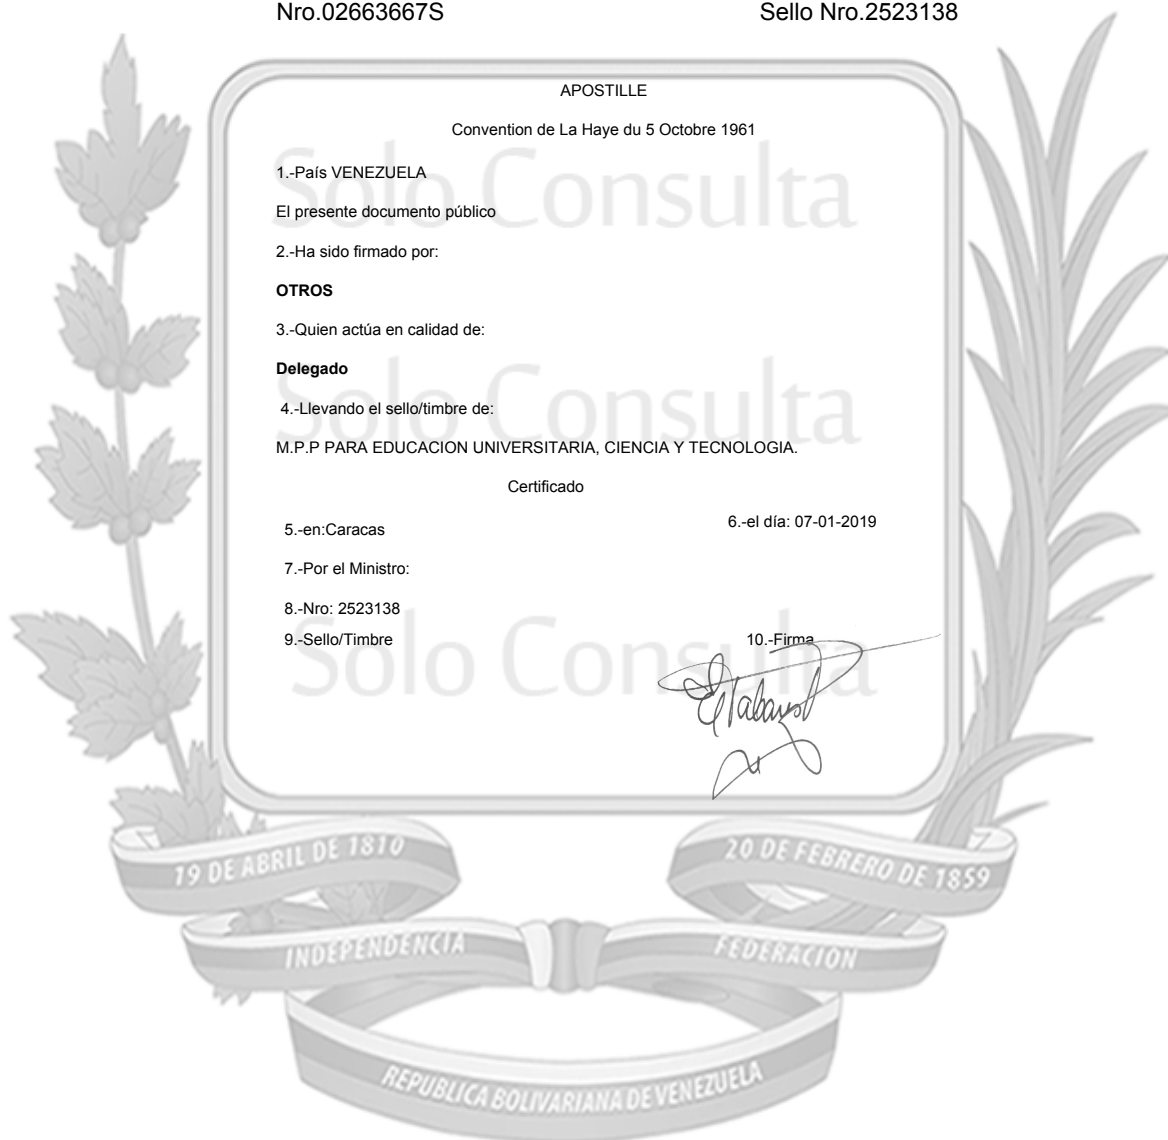 Nro.02663667S Sello Nro.2523138
APOSTILLE
Convention de La Haye du 5 Octobre 1961
Solo Consulta
1.-País VENEZUELA
El presente documento público
2.-Ha sido firmado por:
OTROS
3.-Quien actúa en calidad de:
Delegado
Solo Consulta
4.-Llevando el sello/timbre de:
M.P.P PARA EDUCACION UNIVERSITARIA, CIENCIA Y TECNOLOGIA.
Certificado
5.-en:Caracas 6.-el día: 07-01-2019
7.-Por el Ministro:
8.-Nro: 2523138
9.-Sello/Timbre 10.-Firma
Solo Consulta
19 DE ABRIL DE 1810 20 DE FEBRERO DE 1859
INDEPENDENCIA FEDERACION
REPUBLICA BOLIVARIANA DE VENEZUELA